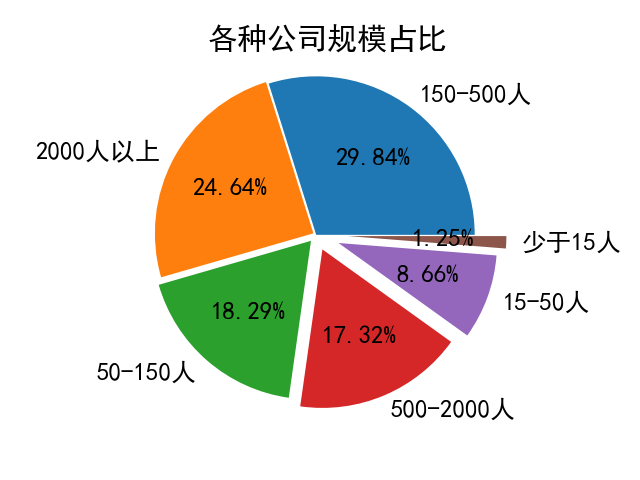 各种公司规模占比
150-500人
29.84%
2000人以上
24.64%
1.25%
少于15人
8.66%
15-50人
18.29%
17.32%
50-150人
500-2000人